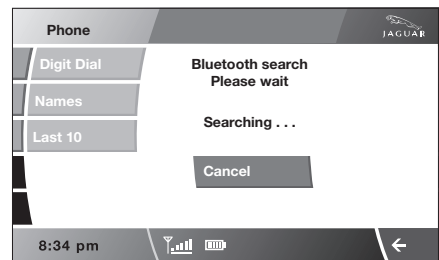 Phone
JAGUAR
Digit Dial
Names
Last 10
Bluetooth search
Please wait
Searching . . .
Cancel
8:34 pm